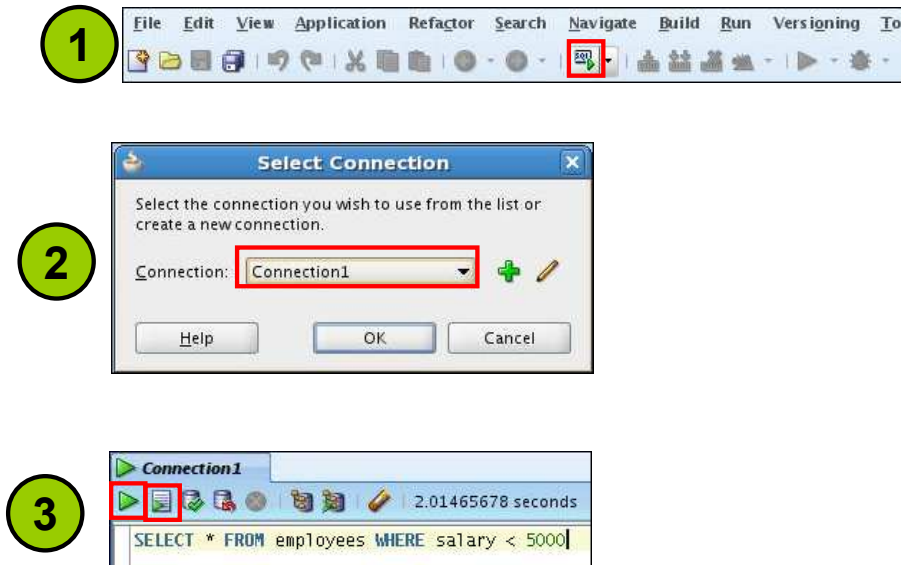 1
File Edit View Application Refactor Search Navigate Build Run Versioning To
SQL
2
Select Connection
Select the connection you wish to use from the list or
create a new connection.
Connection: Connection1
Help OK Cancel
3
Connection1
2.01465678 seconds
SELECT * FROM employees WHERE salary < 5000